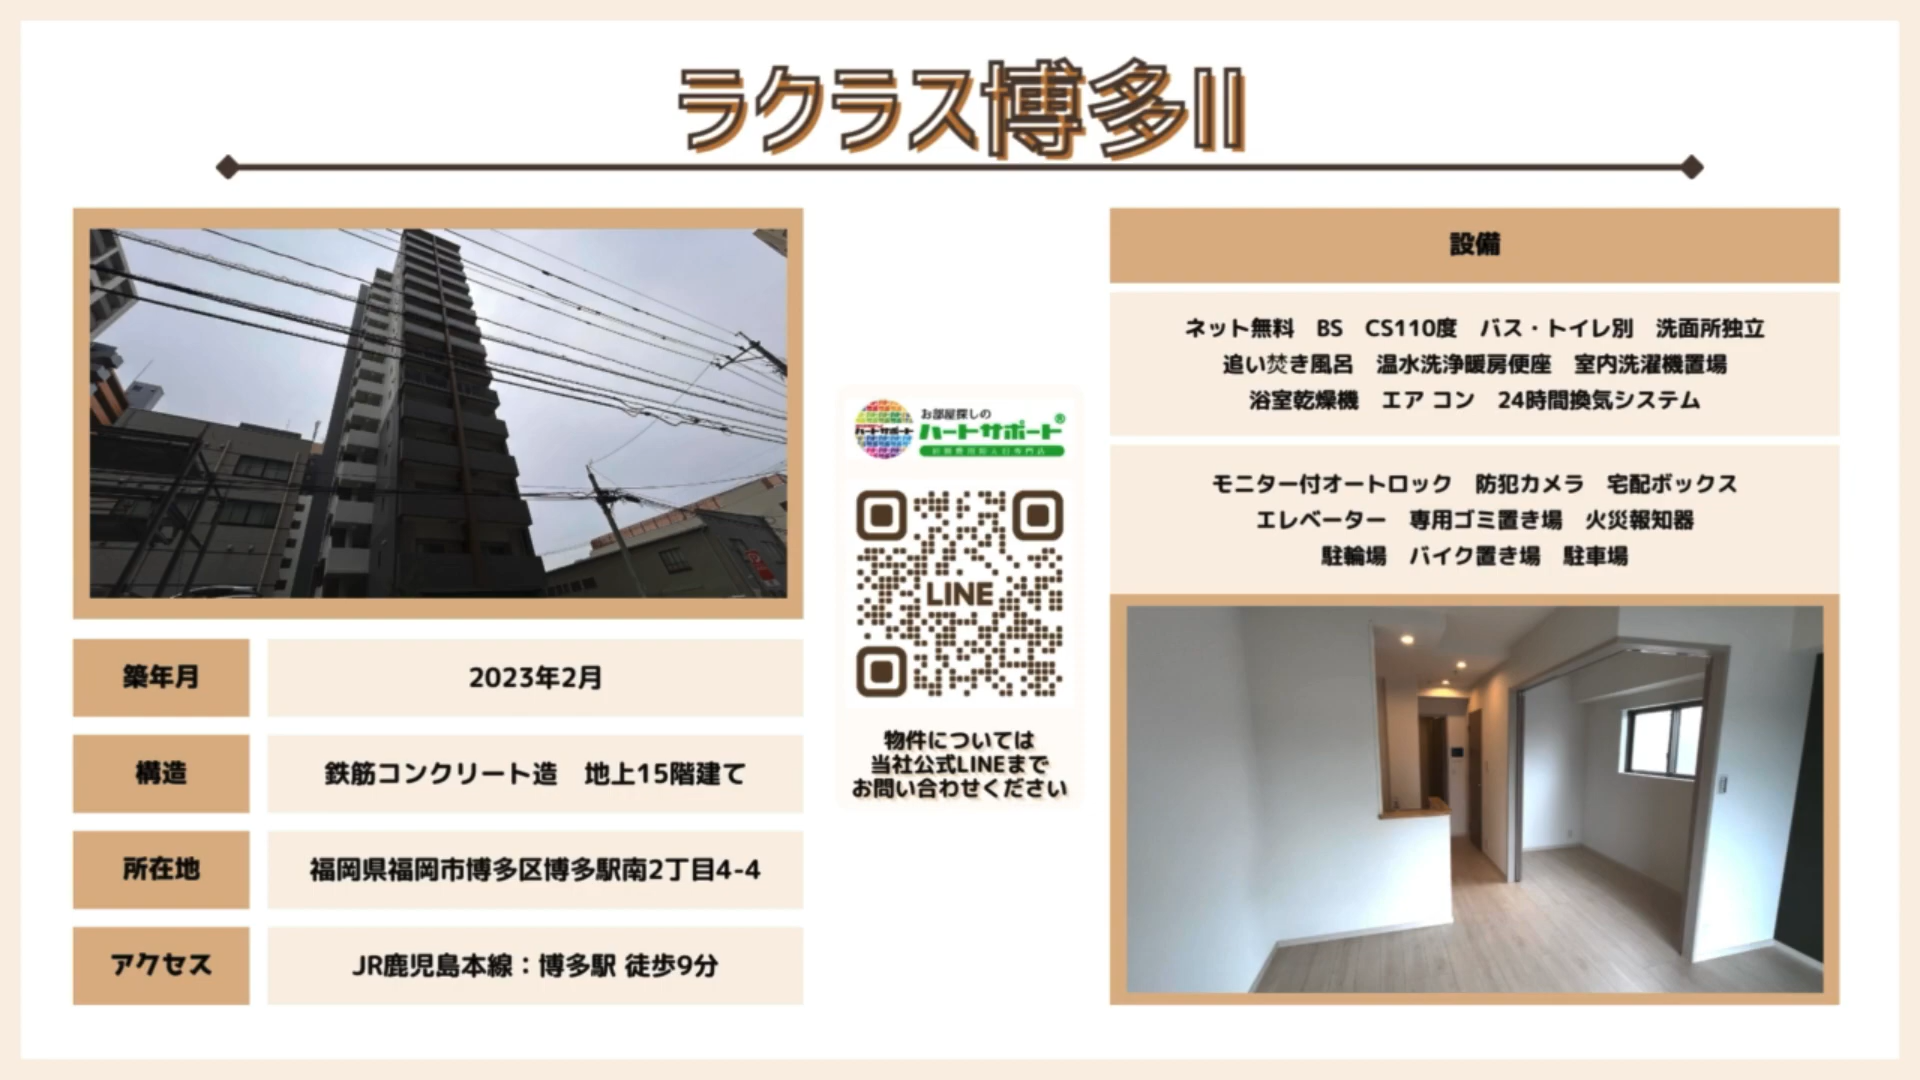 ラクラス博多II
築年月
2023年2月
構造
鉄筋コンクリート造　地上15階建て
所在地
福岡県福岡市博多区博多駅南2丁目4-4
アクセス
JR鹿児島本線：博多駅 徒歩9分
お部屋探しの
ハートサポート®
ハートサポート
LINE
物件については
当社公式LINEまで
お問い合わせください
設備
ネット無料　BS　CS110度　バス・トイレ別　洗面所独立
追い焚き風呂　温水洗浄暖房便座　室内洗濯機置場
浴室乾燥機　エア コン　24時間換気システム
モニター付オートロック　防犯カメラ　宅配ボックス
エレベーター　専用ゴミ置き場　火災報知器
駐輪場　バイク置き場　駐車場